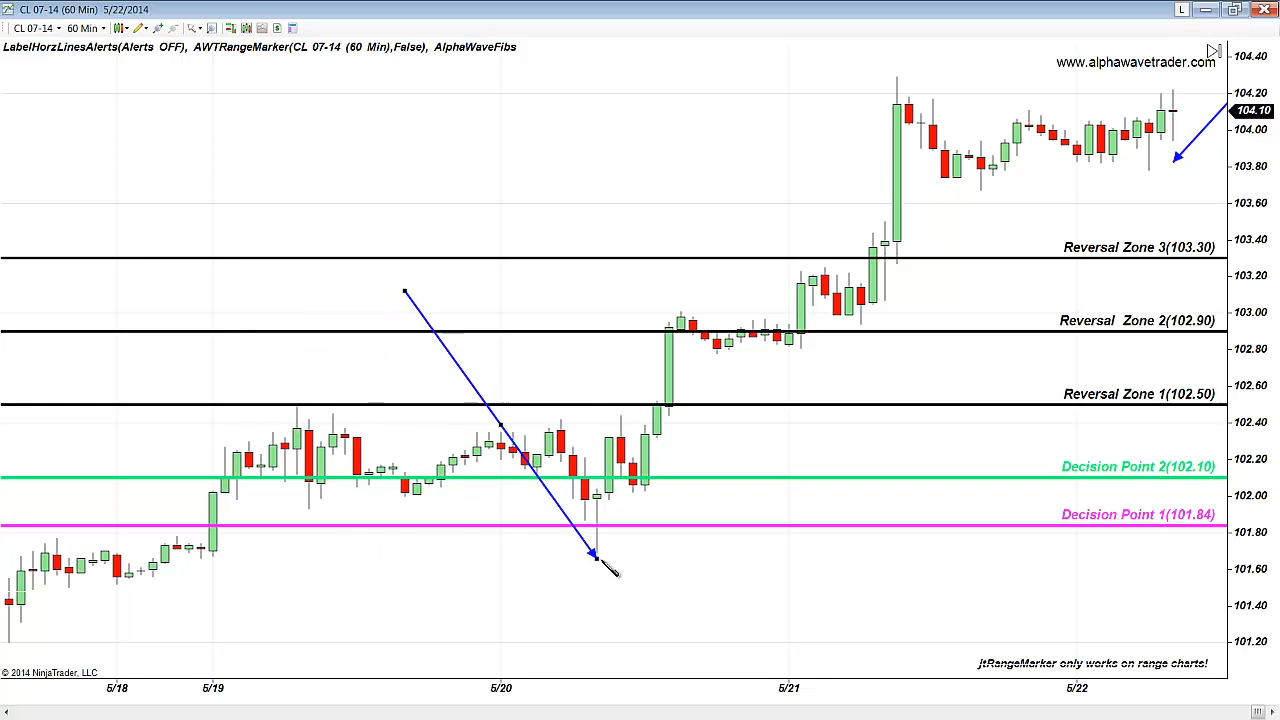 CL 07-14 (60 Min) 5/22/2014
L
CL 07-14 60 Min
LabelHorzLinesAlerts(Alerts OFF), AWTRangeMarker(CL 07-14 (60 Min),False), AlphaWaveFibs
www.alphawavetrader.com
104.40
104.20
104.10
104.00
103.80
103.60
103.40
Reversal Zone 3(103.30)
103.20
103.00
Reversal Zone 2(102.90)
102.80
102.60
Reversal Zone 1(102.50)
102.40
102.20
Decision Point 2(102.10)
102.00
Decision Point 1(101.84)
101.80
101.60
101.40
101.20
jtRangeMarker only works on range charts!
© 2014 NinjaTrader, LLC
5/18 5/19 5/20 5/21 5/22